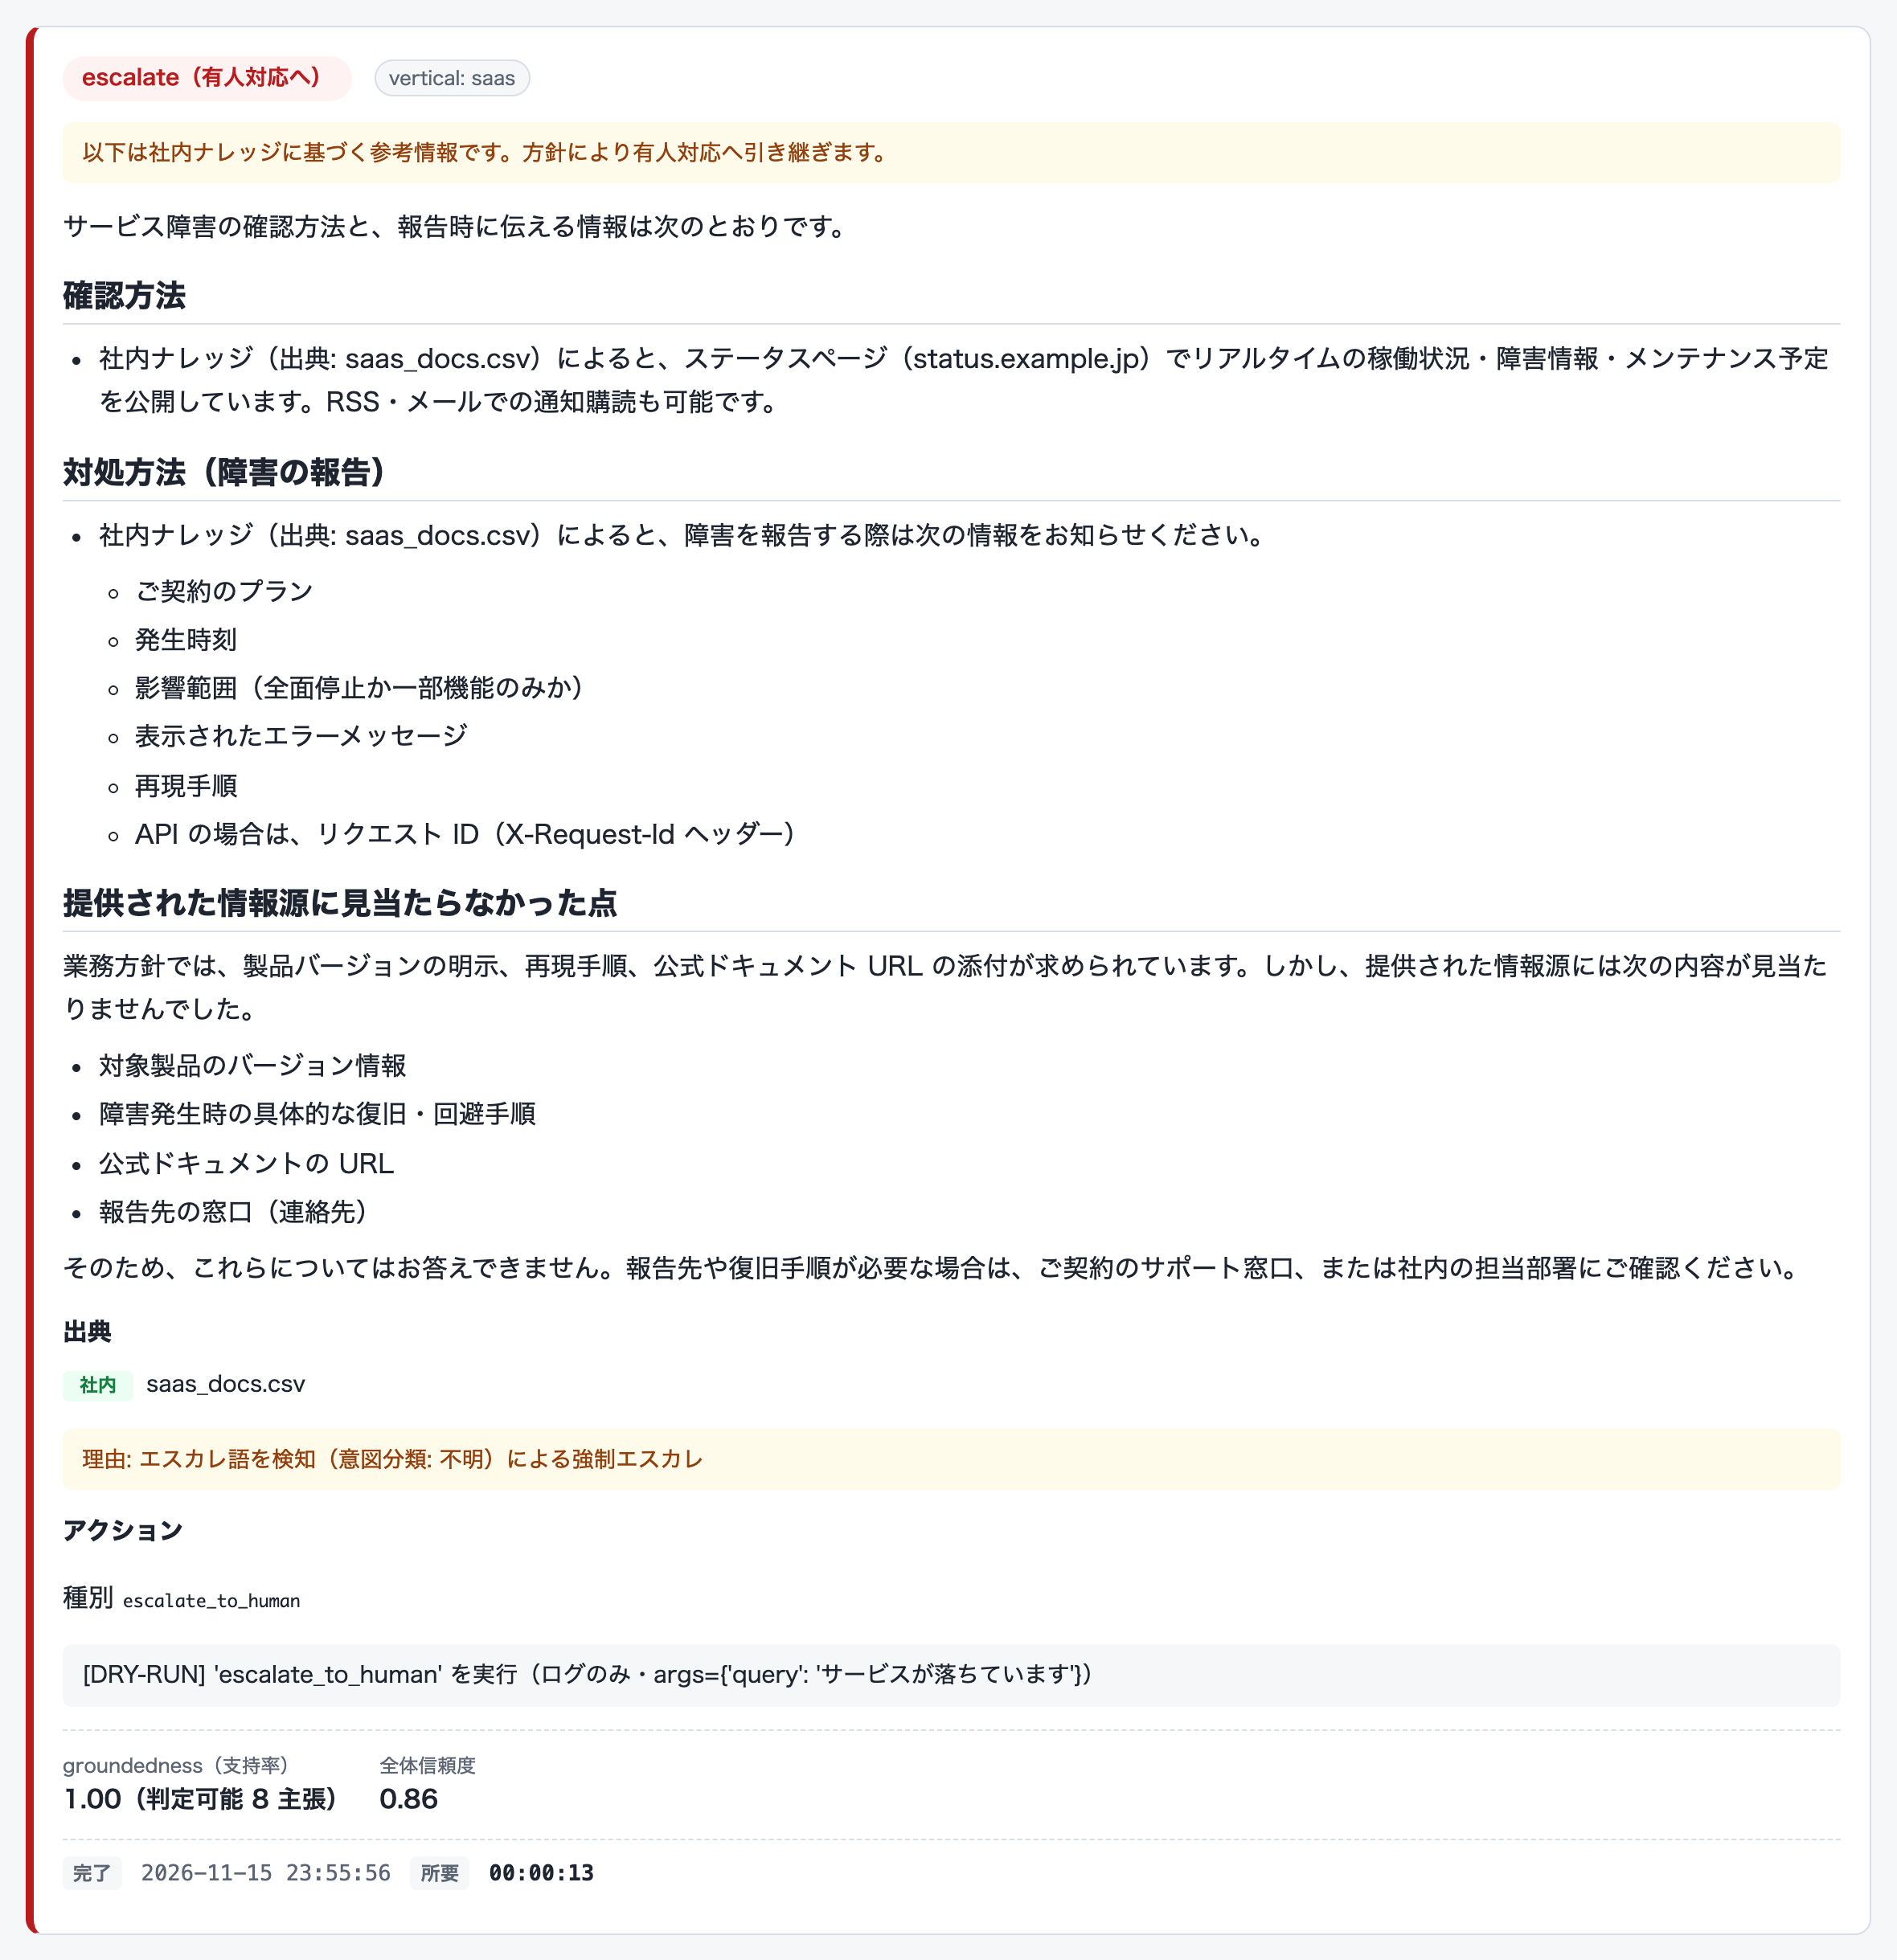 escalate（有人対応へ）
vertical: saas
以下は社内ナレッジに基づく参考情報です。方針により有人対応へ引き継ぎます。
サービス障害の確認方法と、報告時に伝える情報は次のとおりです。
確認方法
• 社内ナレッジ（出典: saas_docs.csv）によると、ステータスページ（status.example.jp）でリアルタイムの稼働状況・障害情報・メンテナンス予定
を公開しています。RSS・メールでの通知購読も可能です。
対処方法（障害の報告）
• 社内ナレッジ（出典: saas_docs.csv）によると、障害を報告する際は次の情報をお知らせください。
◦ ご契約のプラン
◦ 発生時刻
◦ 影響範囲（全面停止か一部機能のみか）
◦ 表示されたエラーメッセージ
◦ 再現手順
◦ API の場合は、リクエスト ID（X-Request-Id ヘッダー）
提供された情報源に見当たらなかった点
業務方針では、製品バージョンの明示、再現手順、公式ドキュメント URL の添付が求められています。しかし、提供された情報源には次の内容が見当た
りませんでした。
• 対象製品のバージョン情報
• 障害発生時の具体的な復旧・回避手順
• 公式ドキュメントの URL
• 報告先の窓口（連絡先）
そのため、これらについてはお答えできません。報告先や復旧手順が必要な場合は、ご契約のサポート窓口、または社内の担当部署にご確認ください。
出典
社内 saas_docs.csv
理由: エスカレ語を検知（意図分類: 不明）による強制エスカレ
アクション
種別 escalate_to_human
[DRY-RUN] 'escalate_to_human' を実行（ログのみ・args={'query': 'サービスが落ちています'}）
groundedness（支持率） 全体信頼度
1.00（判定可能 8 主張） 0.86
完了 2026-11-15 23:55:56 所要 00:00:13